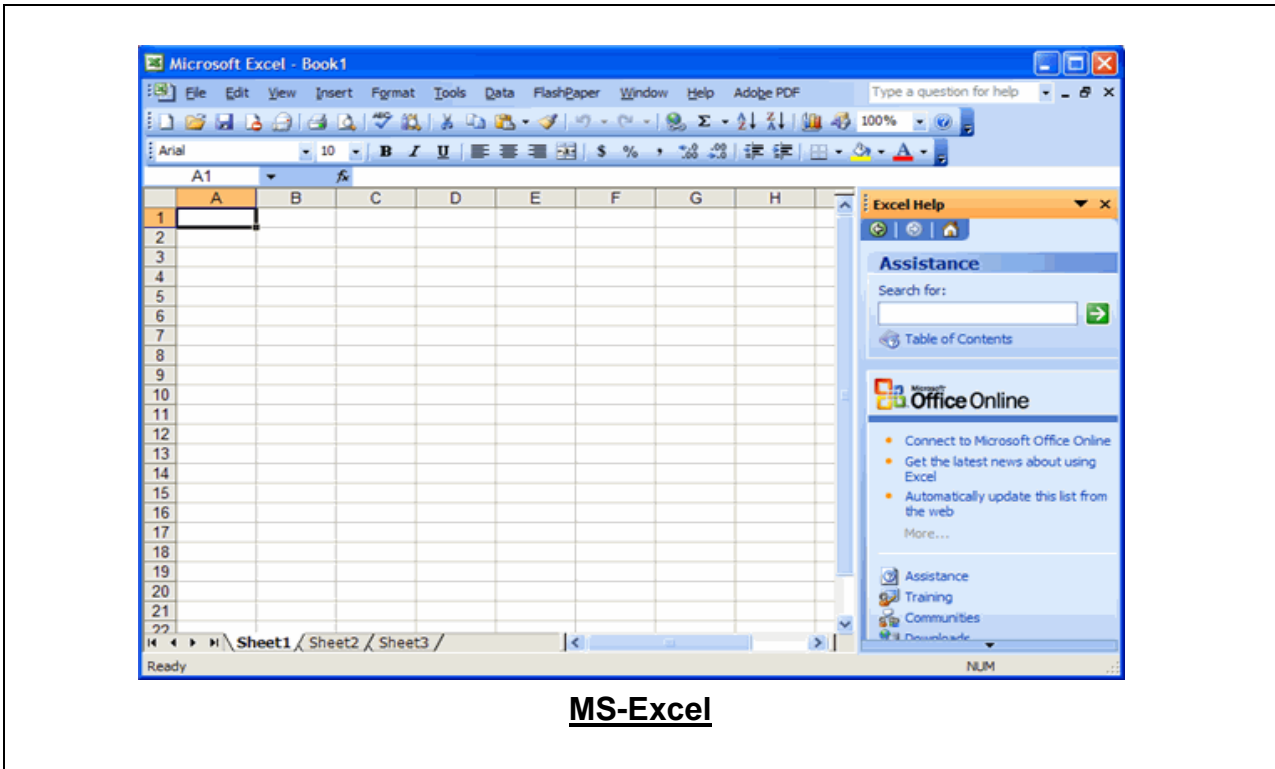 Microsoft Excel - Book1
File Edit View Insert Format Tools Data FlashPaper Window Help Adobe PDF Type a question for help
100%
Arial 10 B I U $ % , A
A1 fx
A B C D E F G H
1
2
3
4
5
6
7
8
9
10
11
12
13
14
15
16
17
18
19
20
21
22
Sheet1 Sheet2 Sheet3
Ready NUM
Excel Help
Assistance
Search for:
Table of Contents
Microsoft
Office Online
Connect to Microsoft Office Online
Get the latest news about using
Excel
Automatically update this list from
the web
More...
Assistance
Training
Communities
Downloads
MS-Excel